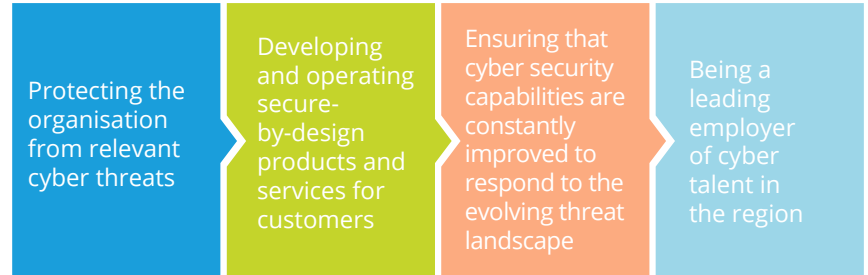 Protecting the
organisation
from relevant
cyber threats
Developing
and operating
secure-
by-design
products and
services for
customers
Ensuring that
cyber security
capabilities are
constantly
improved to
respond to the
evolving threat
landscape
Being a
leading
employer
of cyber
talent in
the region